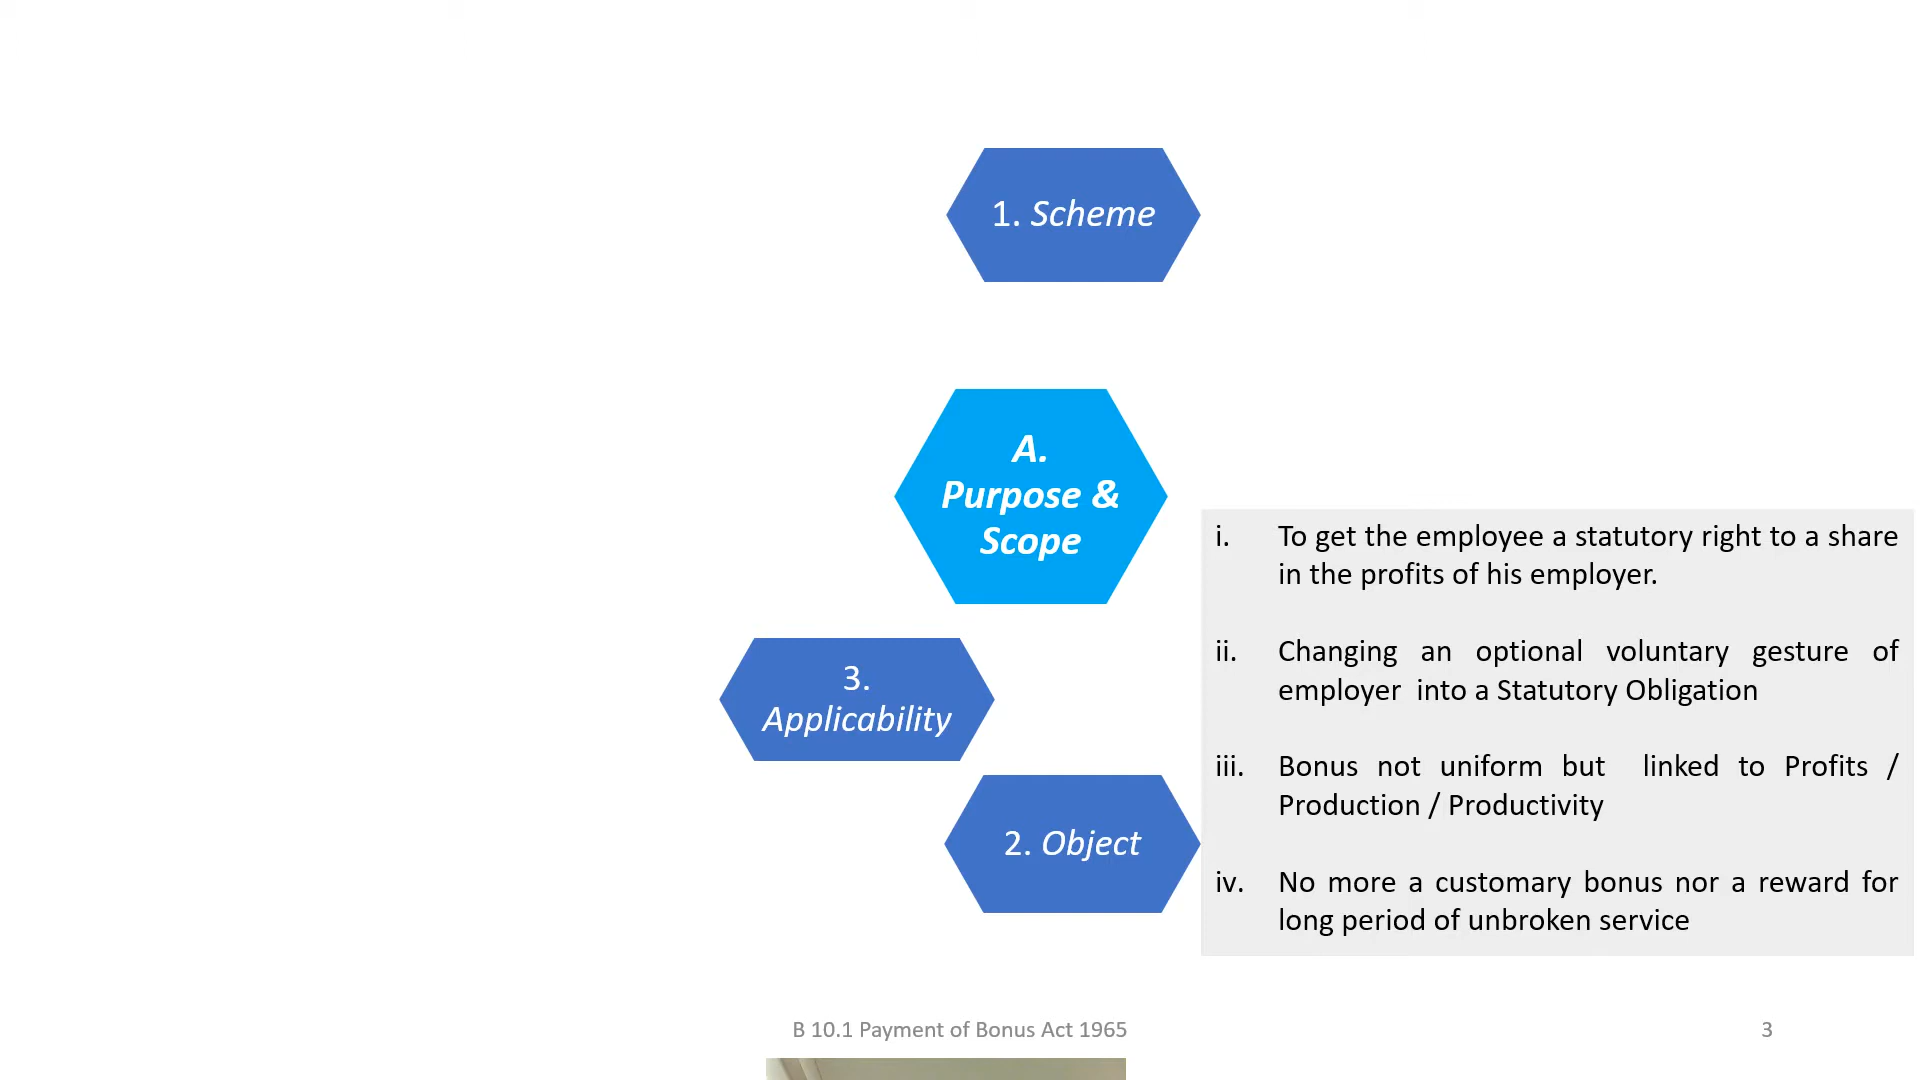 1. Scheme
A.
Purpose &
Scope
i. To get the employee a statutory right to a share
in the profits of his employer.
ii. Changing an optional voluntary gesture of
employer into a Statutory Obligation
iii. Bonus not uniform but linked to Profits /
Production / Productivity
iv. No more a customary bonus nor a reward for
long period of unbroken service
3.
Applicability
2. Object
B 10.1 Payment of Bonus Act 1965
3